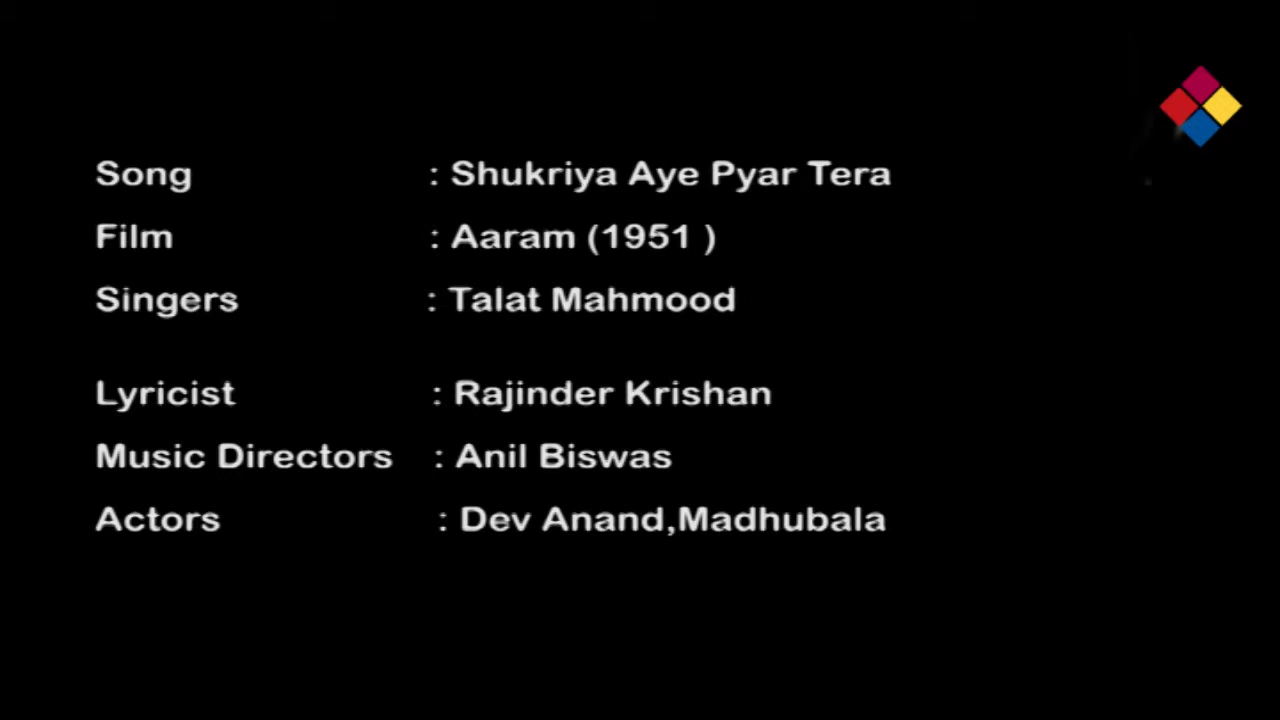 Song : Shukriya Aye Pyar Tera
Film : Aaram (1951 )
Singers : Talat Mahmood
Lyricist : Rajinder Krishan
Music Directors : Anil Biswas
Actors : Dev Anand,Madhubala